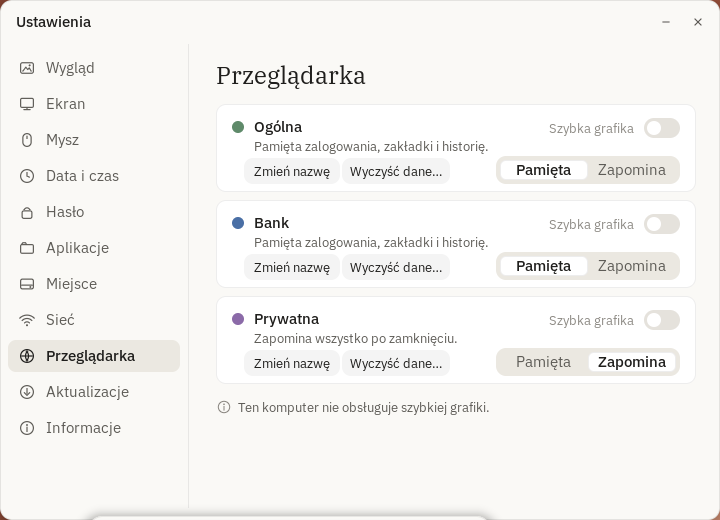 Ustawienia
Wygląd
Ekran
Mysz
Data i czas
Hasło
Aplikacje
Miejsce
Sieć
Przeglądarka
Aktualizacje
Informacje
Przeglądarka
Ogólna
Szybka grafika
Pamięta zalogowania, zakładki i historię.
Zmień nazwę Wyczyść dane... Pamięta Zapomina
Bank
Szybka grafika
Pamięta zalogowania, zakładki i historię.
Zmień nazwę Wyczyść dane... Pamięta Zapomina
Prywatna
Szybka grafika
Zapomina wszystko po zamknięciu.
Zmień nazwę Wyczyść dane... Pamięta Zapomina
Ten komputer nie obsługuje szybkiej grafiki.